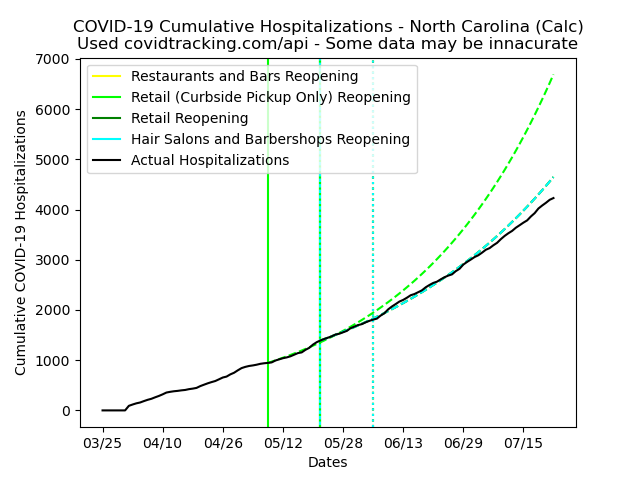 COVID-19 Cumulative Hospitalizations - North Carolina (Calc)
Used covidtracking.com/api - Some data may be innacurate
Restaurants and Bars Reopening
Retail (Curbside Pickup Only) Reopening
Retail Reopening
Hair Salons and Barbershops Reopening
Actual Hospitalizations
Cumulative COVID-19 Hospitalizations
7000
6000
5000
4000
3000
2000
1000
0
03/25 04/10 04/26 05/12 05/28 06/13 06/29 07/15
Dates